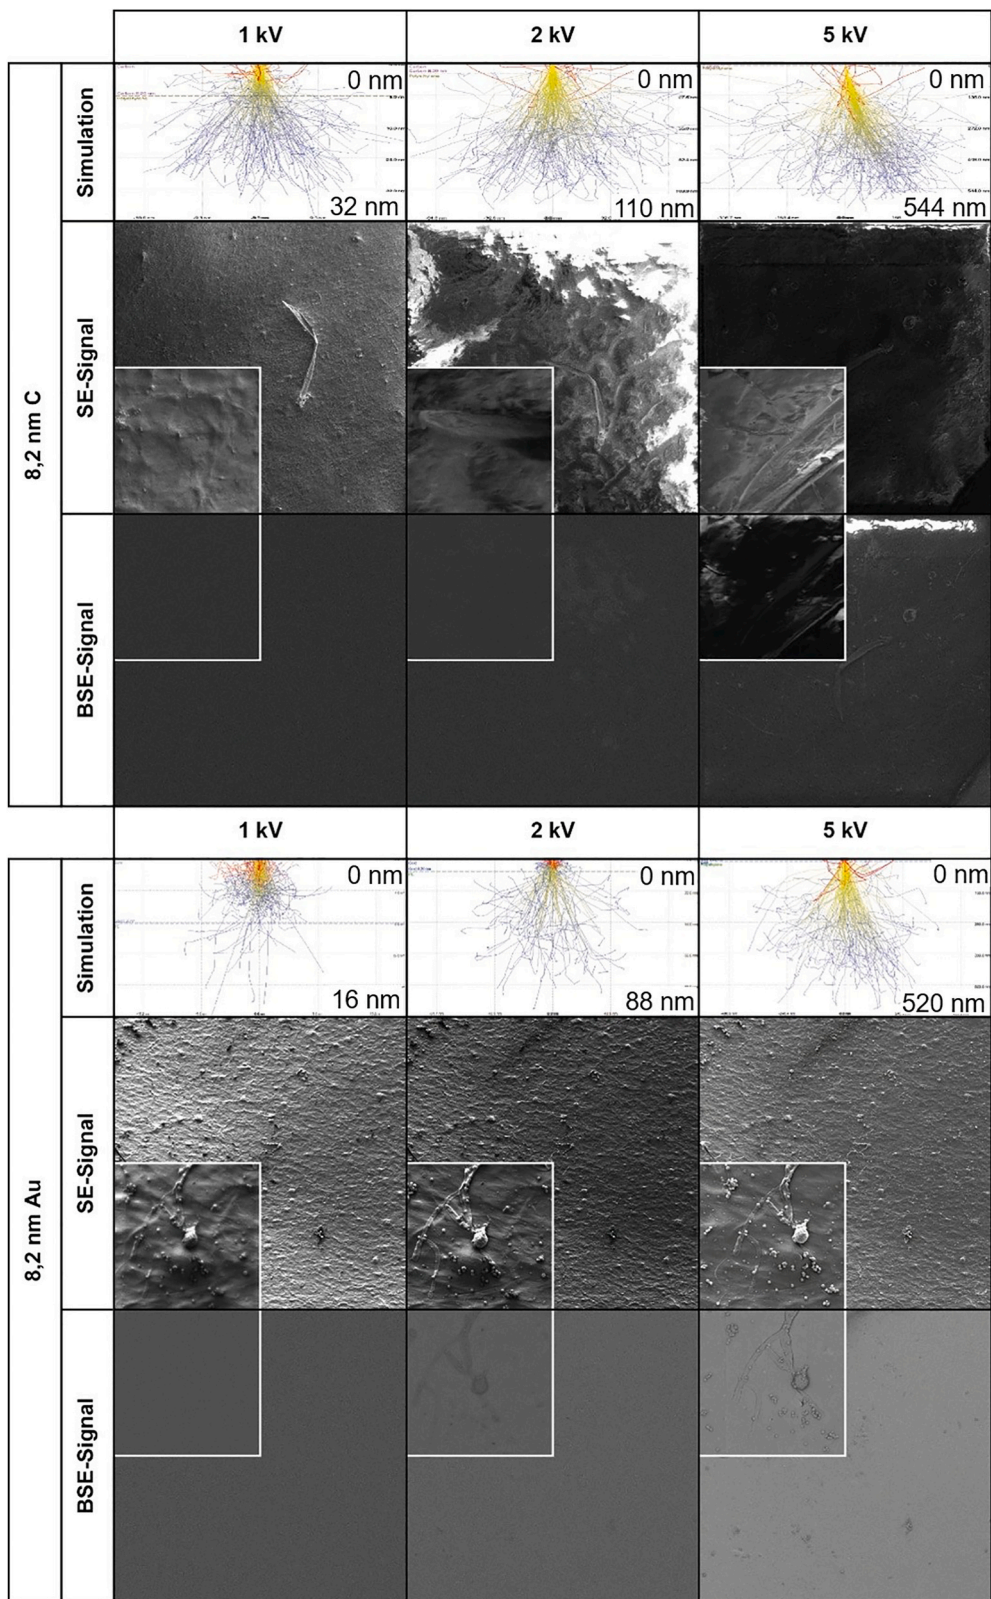 1 kV 2 kV 5 kV
8,2 nm C
Simulation
0 nm 0 nm 0 nm
32 nm 110 nm 544 nm
SE-Signal
BSE-Signal
1 kV 2 kV 5 kV
8,2 nm Au
Simulation
0 nm 0 nm 0 nm
16 nm 88 nm 520 nm
SE-Signal
BSE-Signal